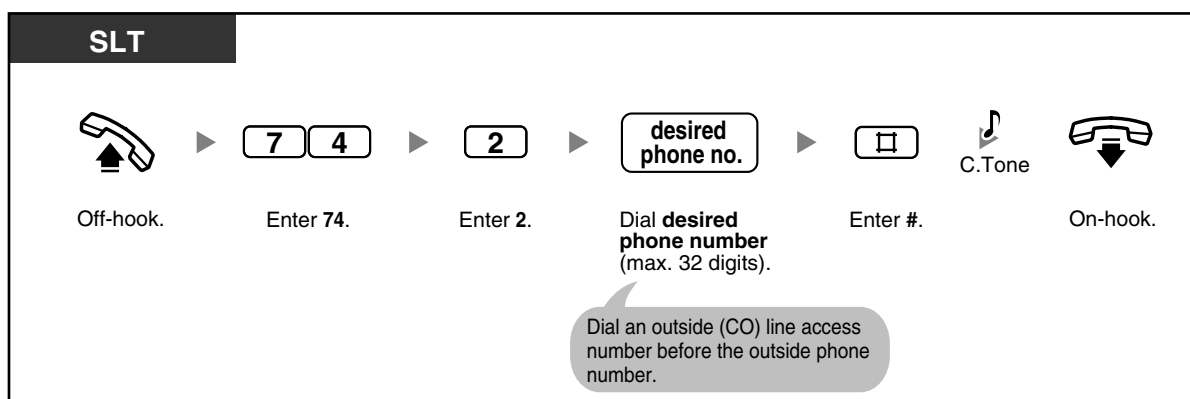 SLT
7 4
2
desired
phone no.
#
C.Tone
Off-hook.
Enter 74.
Enter 2.
Dial desired
phone number
(max. 32 digits).
Enter #.
On-hook.
Dial an outside (CO) line access
number before the outside phone
number.